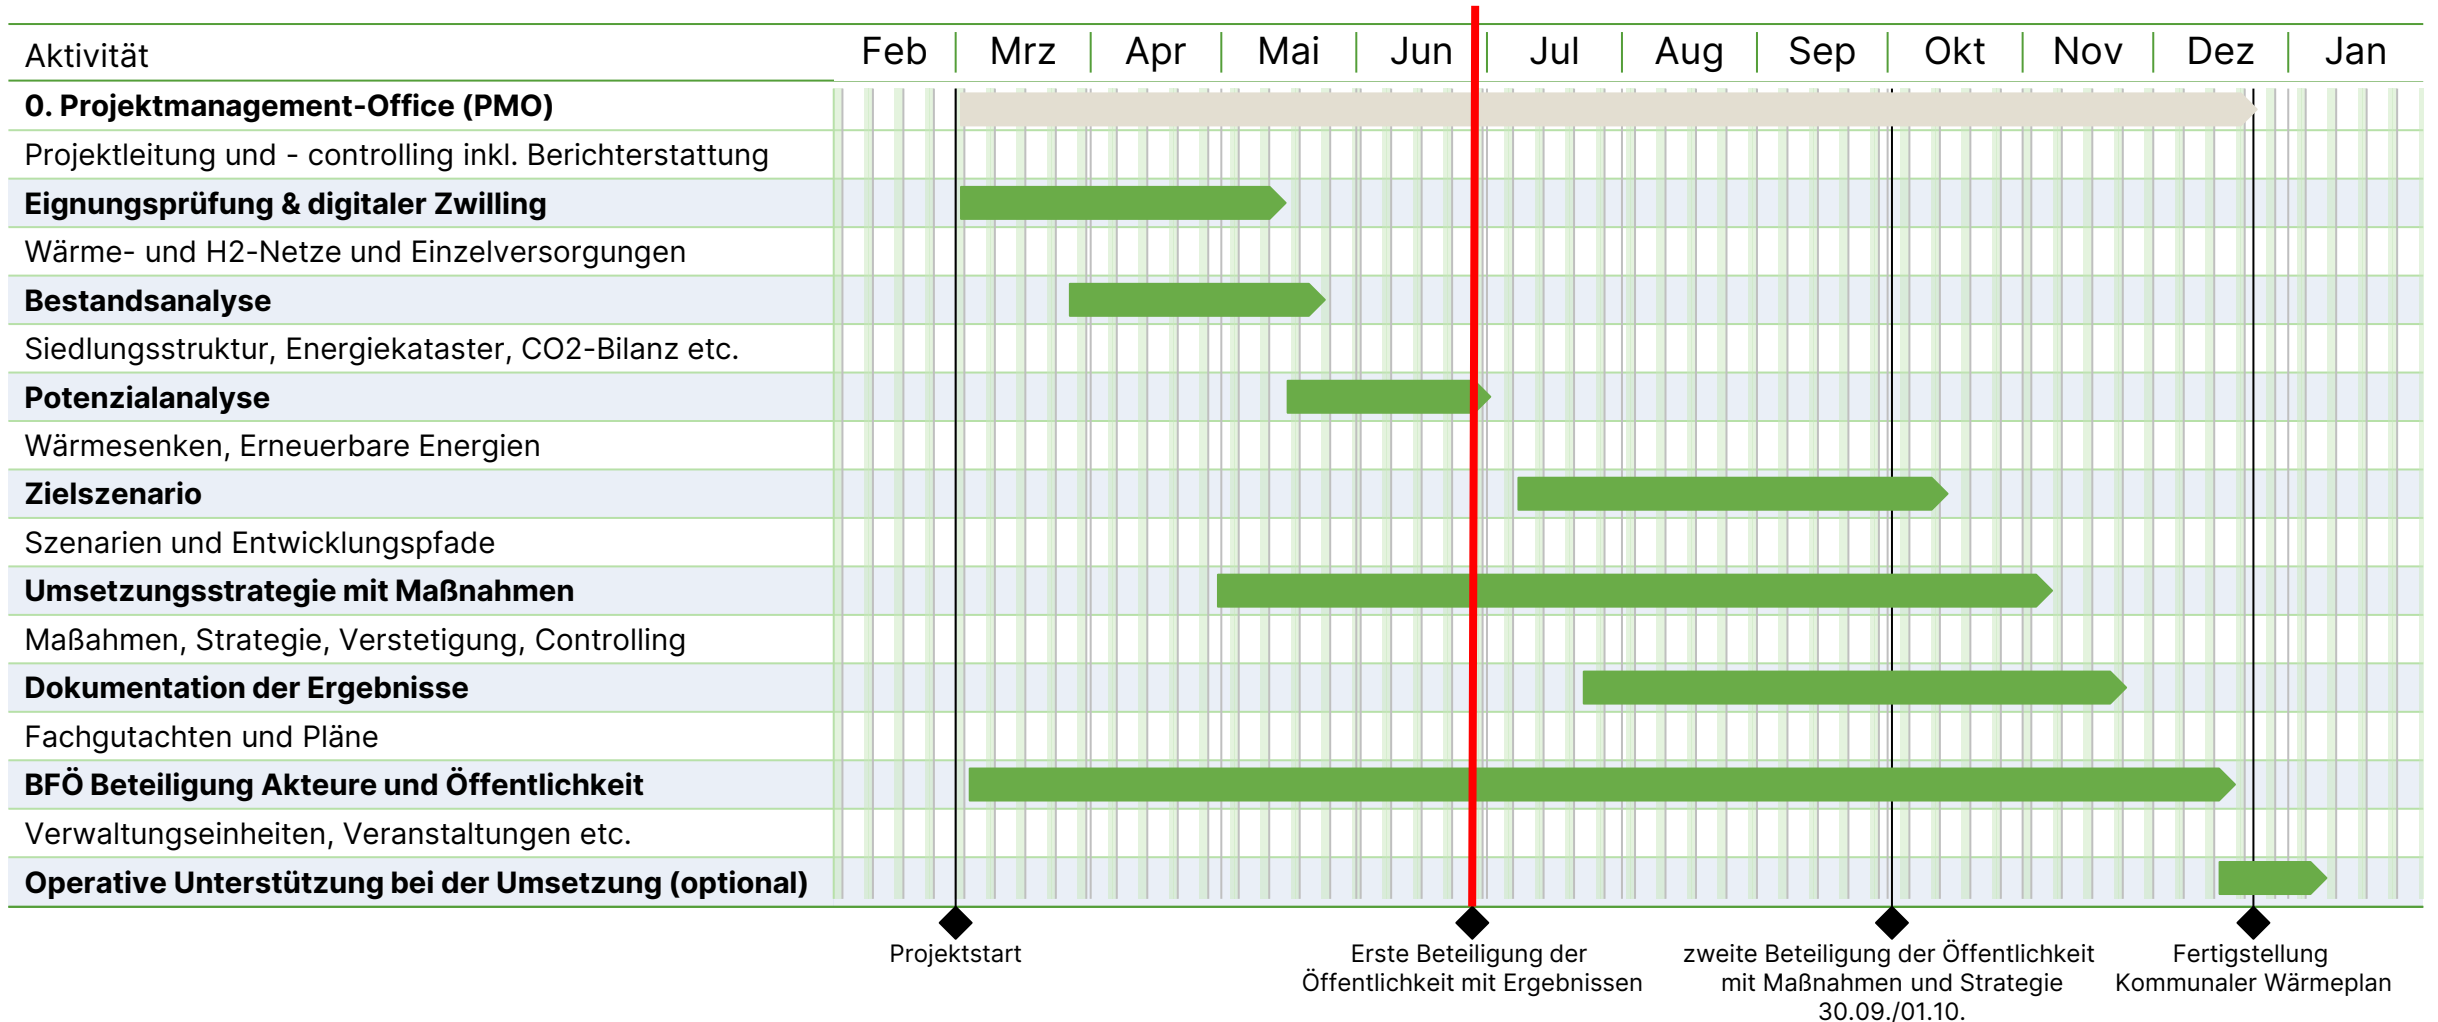 Aktivität
Feb Mrz Apr Mai Jun Jul Aug Sep Okt Nov Dez Jan
0. Projektmanagement-Office (PMO)
Projektleitung und - controlling inkl. Berichterstattung
Eignungsprüfung & digitaler Zwilling
Wärme- und H2-Netze und Einzelversorgungen
Bestandsanalyse
Siedlungsstruktur, Energiekataster, CO2-Bilanz etc.
Potenzialanalyse
Wärmesenken, Erneuerbare Energien
Zielszenario
Szenarien und Entwicklungspfade
Umsetzungsstrategie mit Maßnahmen
Maßahmen, Strategie, Verstetigung, Controlling
Dokumentation der Ergebnisse
Fachgutachten und Pläne
BFÖ Beteiligung Akteure und Öffentlichkeit
Verwaltungseinheiten, Veranstaltungen etc.
Operative Unterstützung bei der Umsetzung (optional)
Projektstart
Erste Beteiligung der
Öffentlichkeit mit Ergebnissen
zweite Beteiligung der Öffentlichkeit
mit Maßnahmen und Strategie
30.09./01.10.
Fertigstellung
Kommunaler Wärmeplan